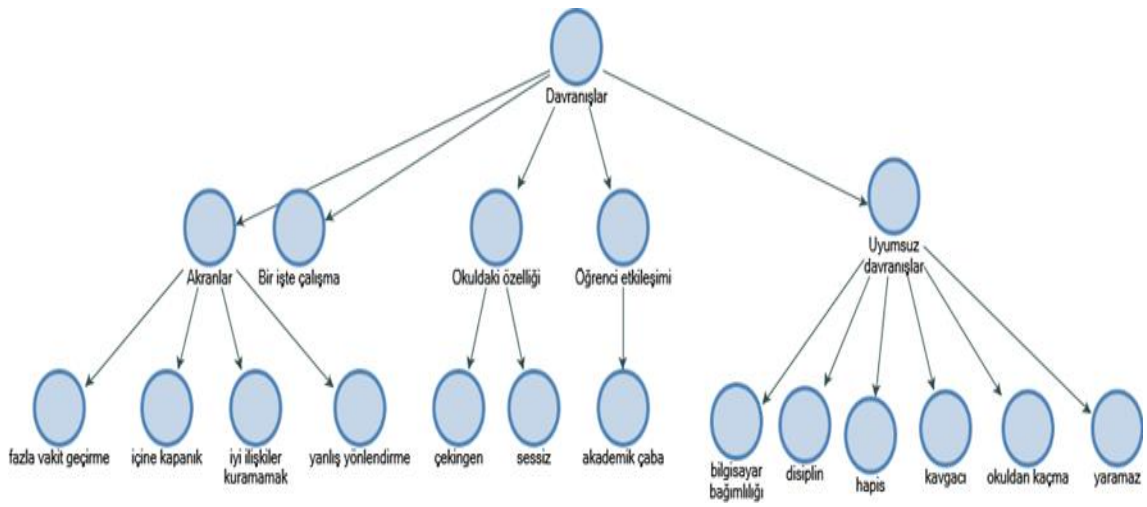 Davranışlar
Akranlar
Bir işte çalışma
Okuldaki özelliği
Öğrenci etkileşimi
Uyumsuz
davranışlar
fazla vakit geçirme
içine kapanık
iyi ilişkiler
kuramamak
yanlış yönlendirme
çekingen
sessiz
akademik çaba
bilgisayar
bağımlılığı
disiplin
hapis
kavgacı
okuldan kaçma
yaramaz